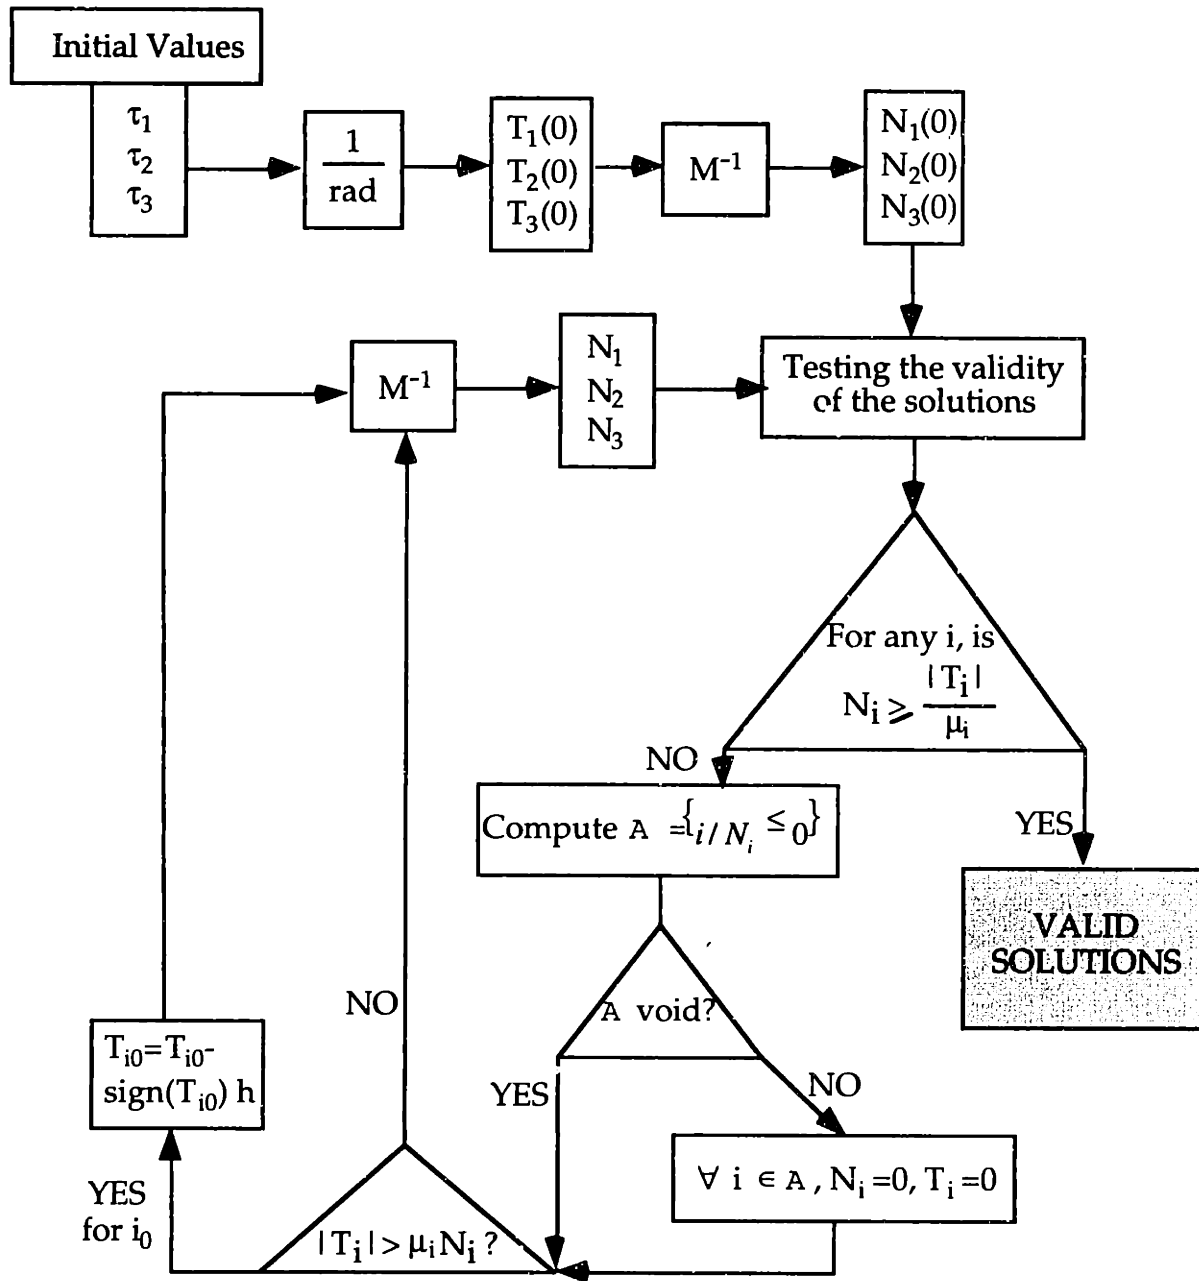 Initial Values
τ₁
τ₂
τ₃
1
rad
T₁(0)
T₂(0)
T₃(0)
M⁻¹
N₁(0)
N₂(0)
N₃(0)
M⁻¹
N₁
N₂
N₃
Testing the validity
of the solutions
For any i, is
Nᵢ ⩾ |Tᵢ| / μᵢ
NO
YES
Compute A = {i / Nᵢ ≤ 0}
VALID
SOLUTIONS
A void?
YES
NO
∀ i ∈ A , Nᵢ =0, Tᵢ =0
|Tᵢ| > μᵢ Nᵢ ?
NO
YES
for i₀
Tᵢ₀=Tᵢ₀-
sign(Tᵢ₀) h